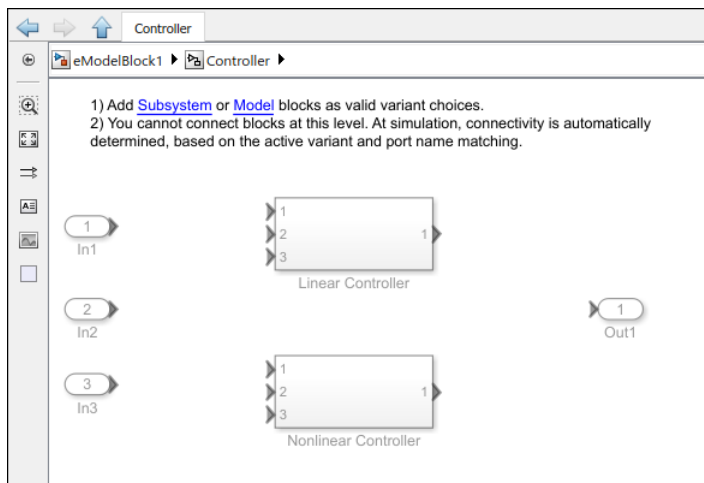 Controller
eModelBlock1 Controller
1) Add Subsystem or Model blocks as valid variant choices.
2) You cannot connect blocks at this level. At simulation, connectivity is automatically
determined, based on the active variant and port name matching.
1
In1
1
2
3
1
Linear Controller
2
In2
1
Out1
3
In3
1
2
3
1
Nonlinear Controller